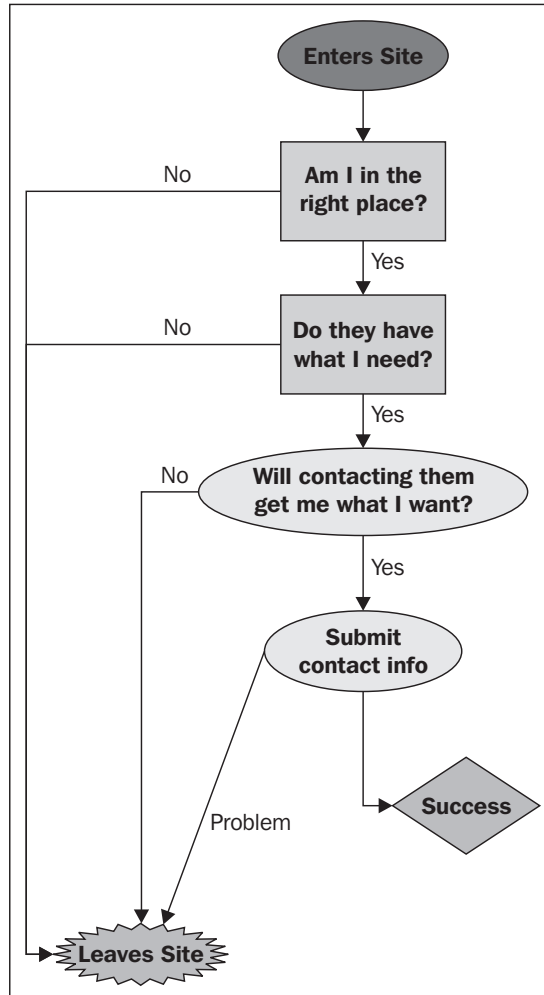 Enters Site
No
Am I in the
right place?
Yes
No
Do they have
what I need?
Yes
No
Will contacting them
get me what I want?
Yes
Submit
contact info
Problem
Success
Leaves Site